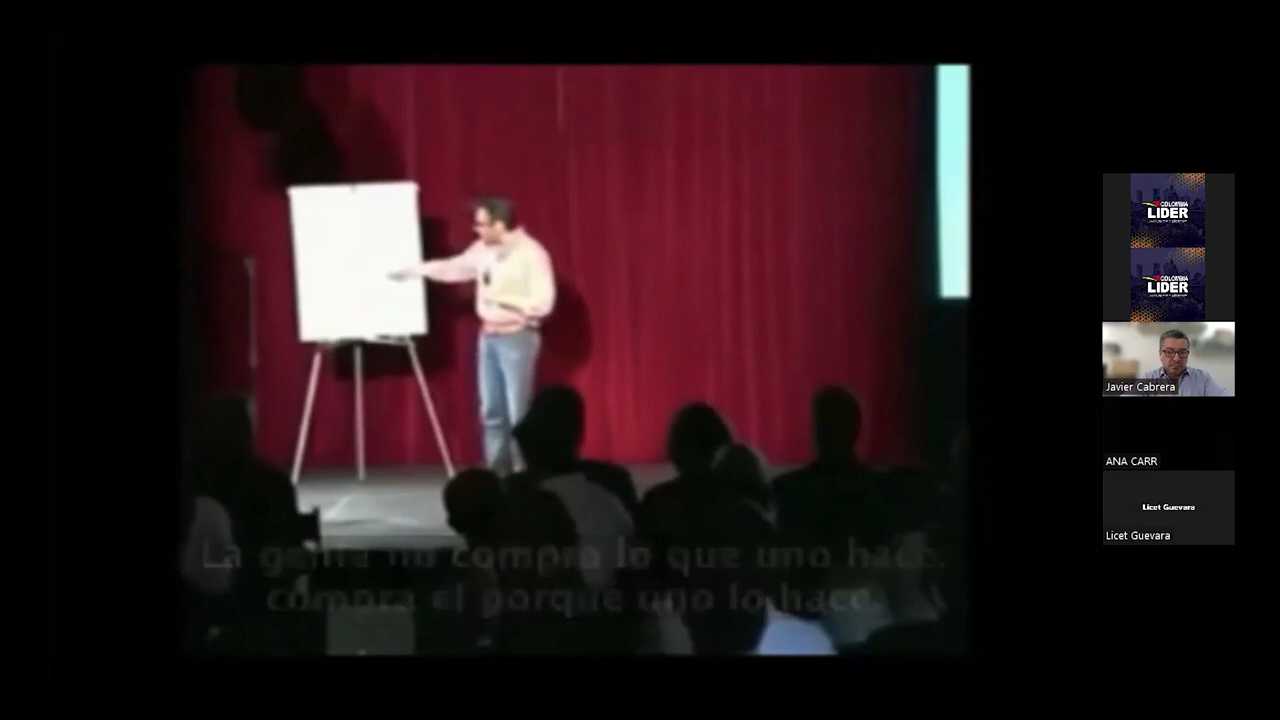 La gente no compra lo que uno hace,
compra el porque uno lo hace.
COLOMBIA
LIDER
COLOMBIA
LIDER
Javier Cabrera
ANA CARR
Licet Guevara
Licet Guevara